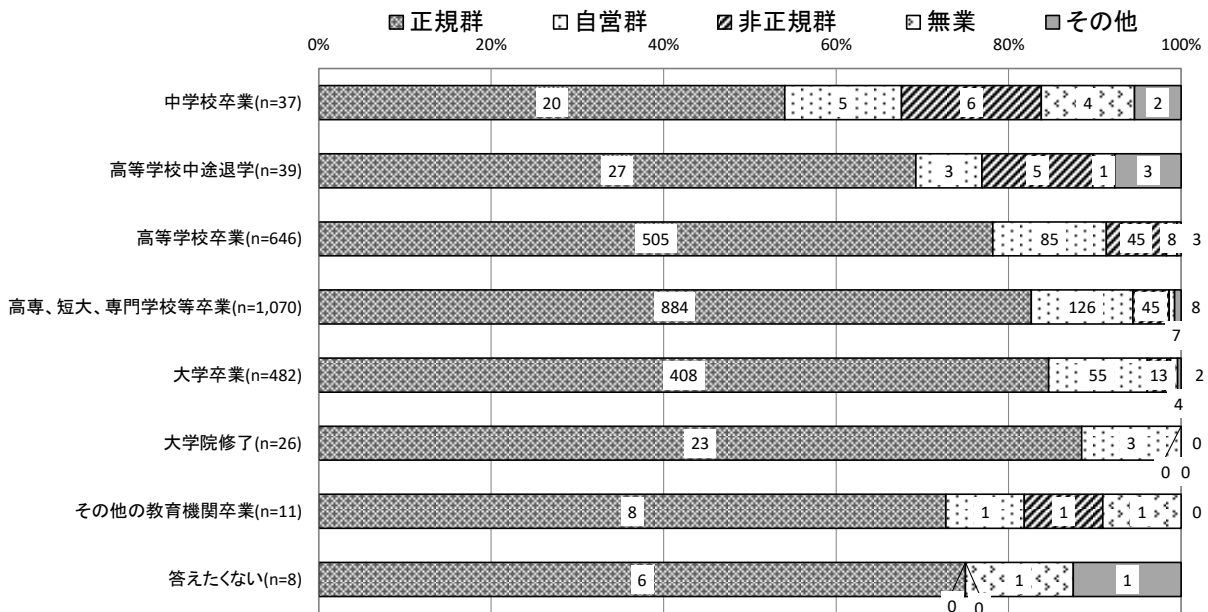 正規群 自営群 非正規群 無業 その他
0% 20% 40% 60% 80% 100%
中学校卒業(n=37) 20 5 6 4 2
高等学校中途退学(n=39) 27 3 5 1 3
高等学校卒業(n=646) 505 85 45 8 3
高専、短大、専門学校等卒業(n=1,070) 884 126 45 8
7
大学卒業(n=482) 408 55 13 2
4
大学院修了(n=26) 23 3 0
0 0
その他の教育機関卒業(n=11) 8 1 1 1 0
答えたくない(n=8) 6 1 1
0 0